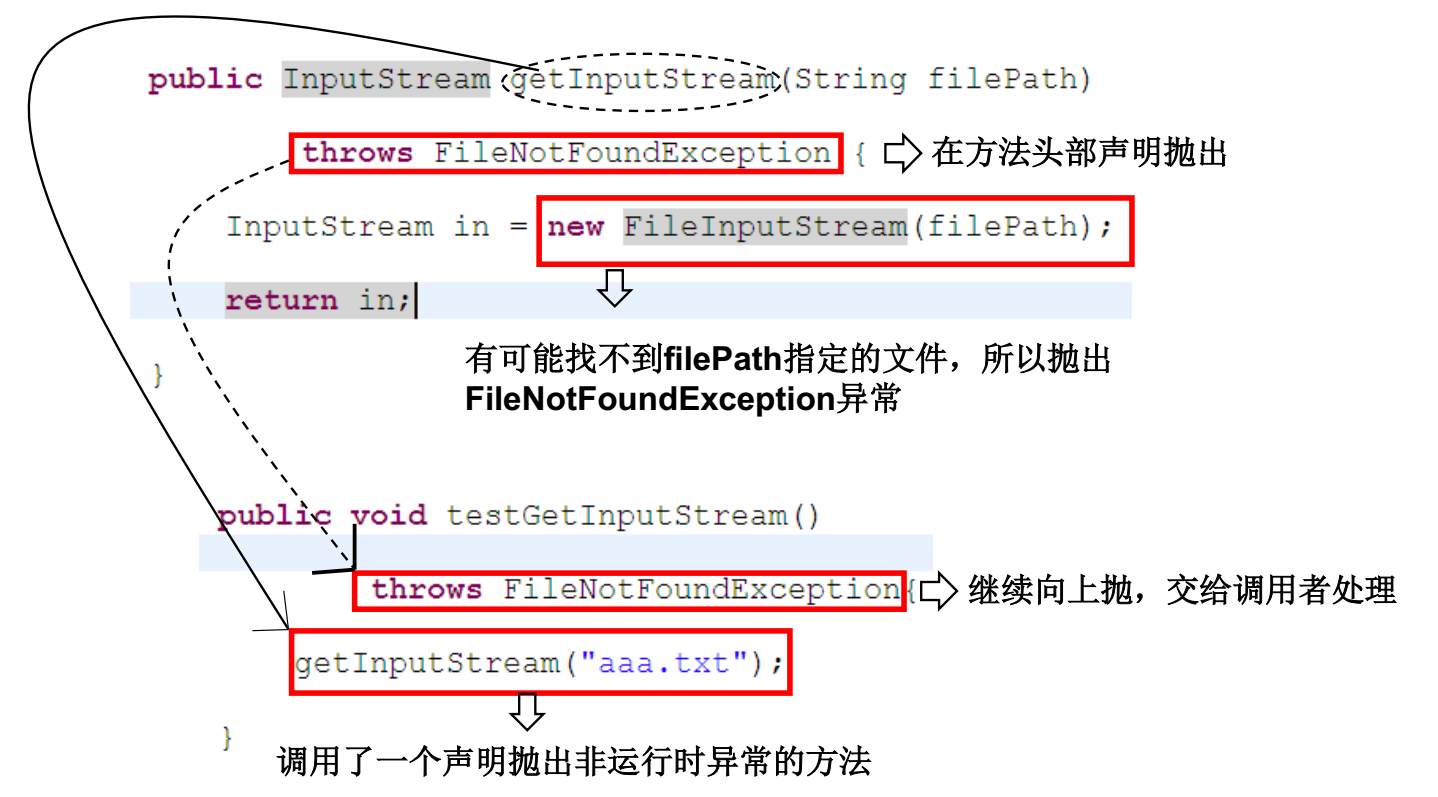 public InputStream getInputStream(String filePath)
throws FileNotFoundException { 在方法头部声明抛出
InputStream in = new FileInputStream(filePath);
return in;
有可能找不到filePath指定的文件，所以抛出
FileNotFoundException异常
}
public void testGetInputStream()
throws FileNotFoundException{ 继续向上抛，交给调用者处理
getInputStream("aaa.txt");
}
调用了一个声明抛出非运行时异常的方法